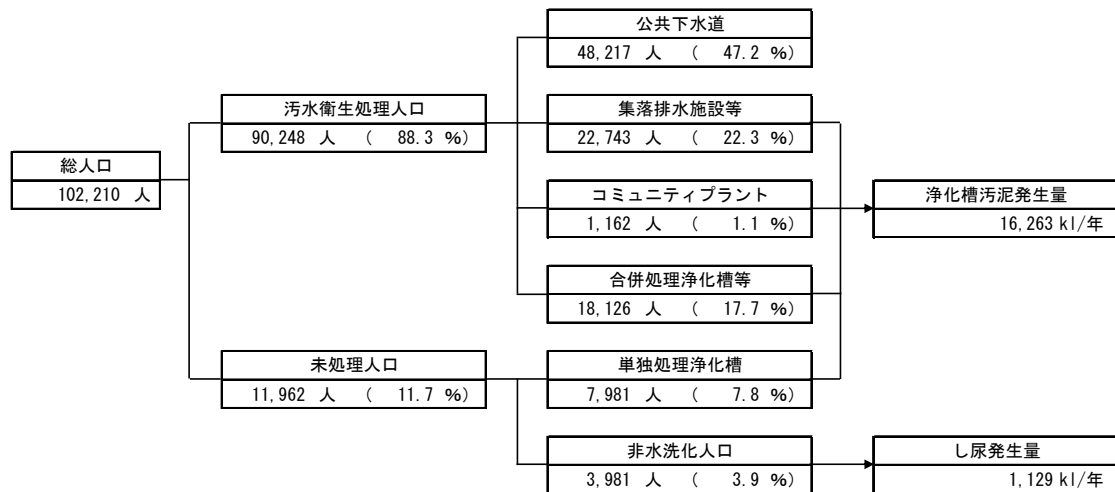 公共下水道
48,217 人 ( 47.2 %)
汚水衛生処理人口
90,248 人 ( 88.3 %)
集落排水施設等
22,743 人 ( 22.3 %)
総人口
102,210 人
コミュニティプラント
1,162 人 ( 1.1 %)
浄化槽汚泥発生量
16,263 kl/年
合併処理浄化槽等
18,126 人 ( 17.7 %)
未処理人口
11,962 人 ( 11.7 %)
単独処理浄化槽
7,981 人 ( 7.8 %)
非水洗化人口
3,981 人 ( 3.9 %)
し尿発生量
1,129 kl/年